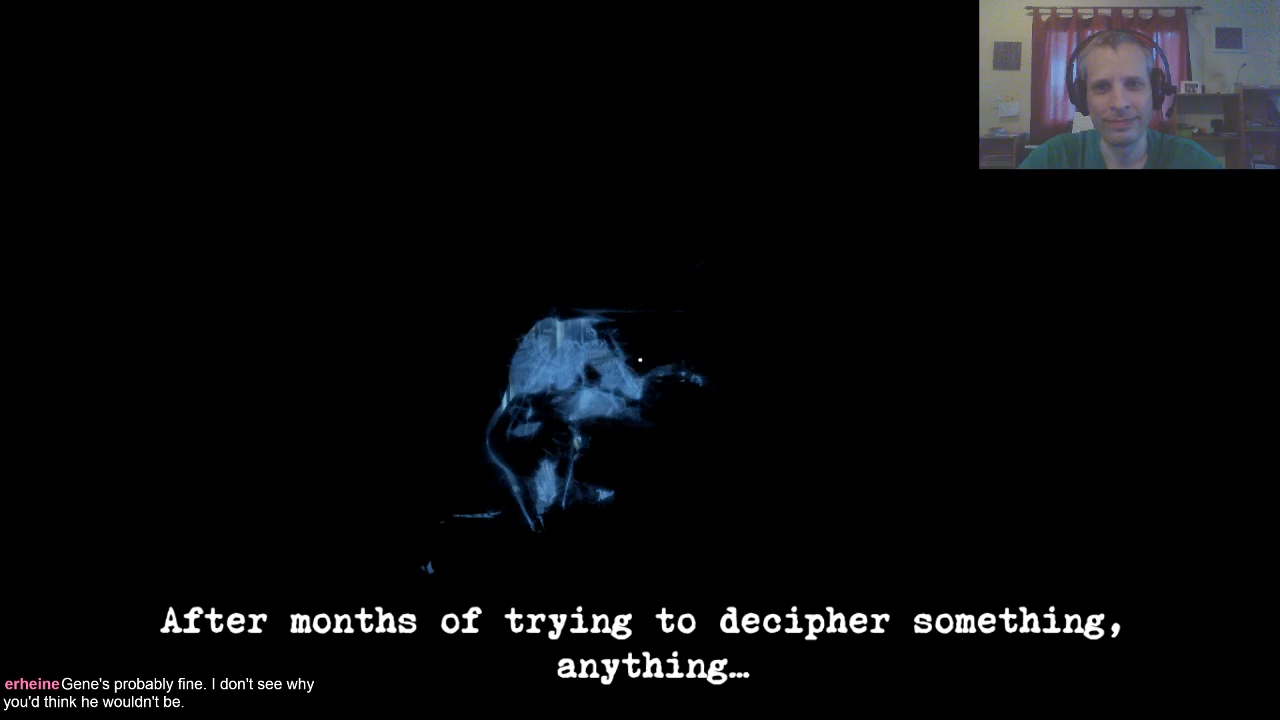 After months of trying to decipher something,
anything…
erheine Gene's probably fine. I don't see why
you'd think he wouldn't be.